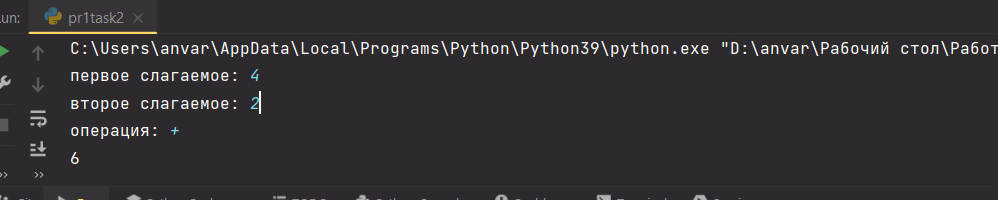 un: pr1task2
C:\Users\anvar\AppData\Local\Programs\Python\Python39\python.exe "D:\anvar\Рабочий стол\Работ
первое слагаемое: 4
второе слагаемое: 2
операция: +
6